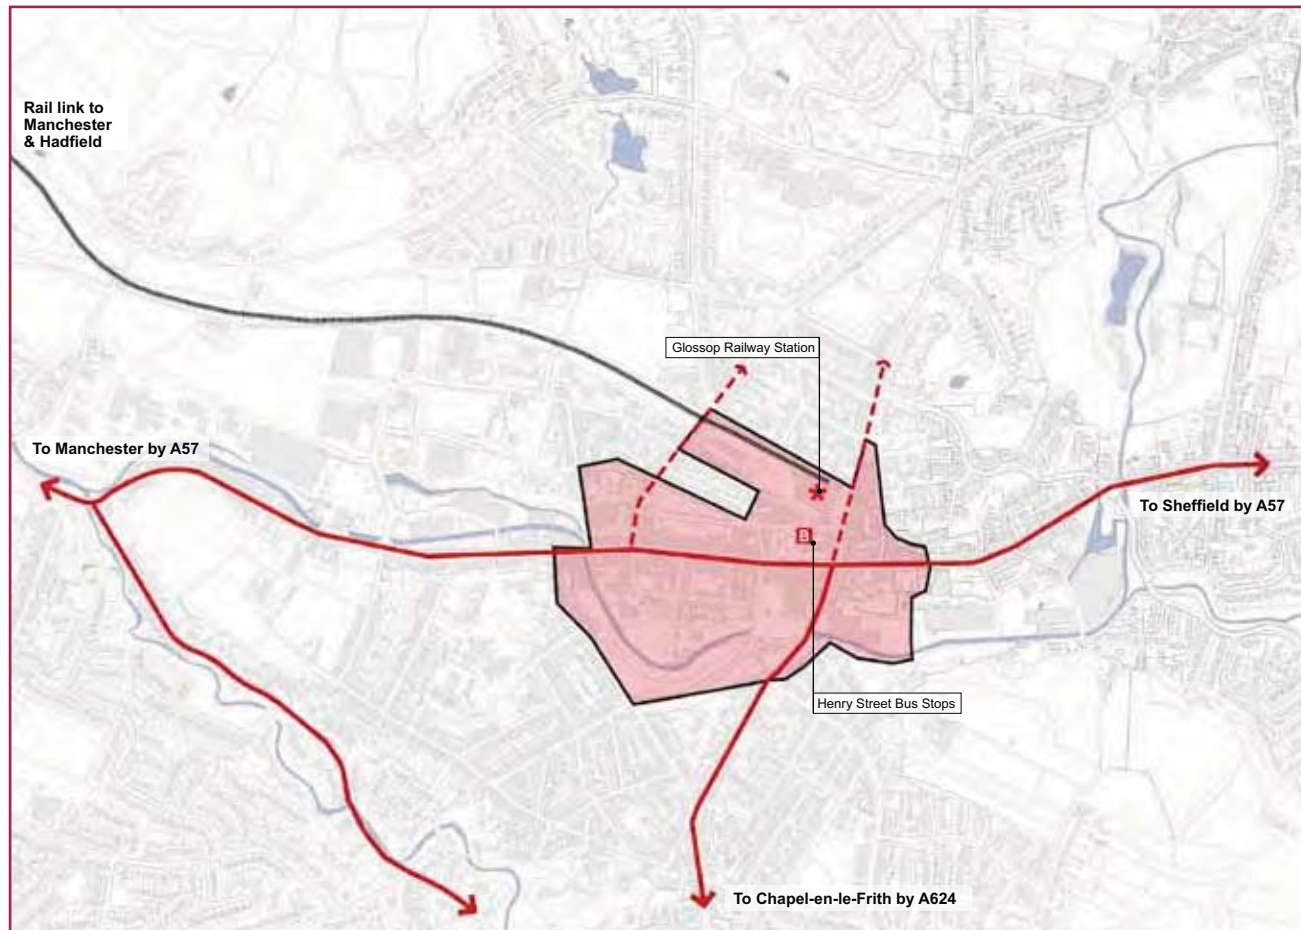 Rail link to
Manchester
& Hadfield
Glossop Railway Station
To Manchester by A57
To Sheffield by A57
Henry Street Bus Stops
To Chapel-en-le-Frith by A624